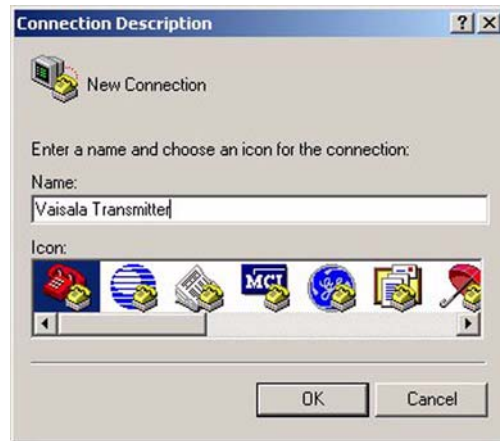 Connection Description
New Connection
Enter a name and choose an icon for the connection:
Name:
Vaisala Transmitter
Icon:
MCI
OK
Cancel